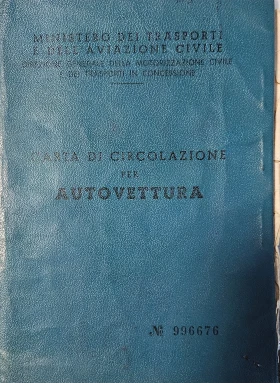 MINISTERO DEI TRASPORTI
E DELL'AVIAZIONE CIVILE
DIREZIONE GENERALE DELLA MOTORIZZAZIONE CIVILE
E DEI TRASPORTI IN CONCESSIONE
CARTA DI CIRCOLAZIONE
PER
AUTOVETTURA
№ 996676